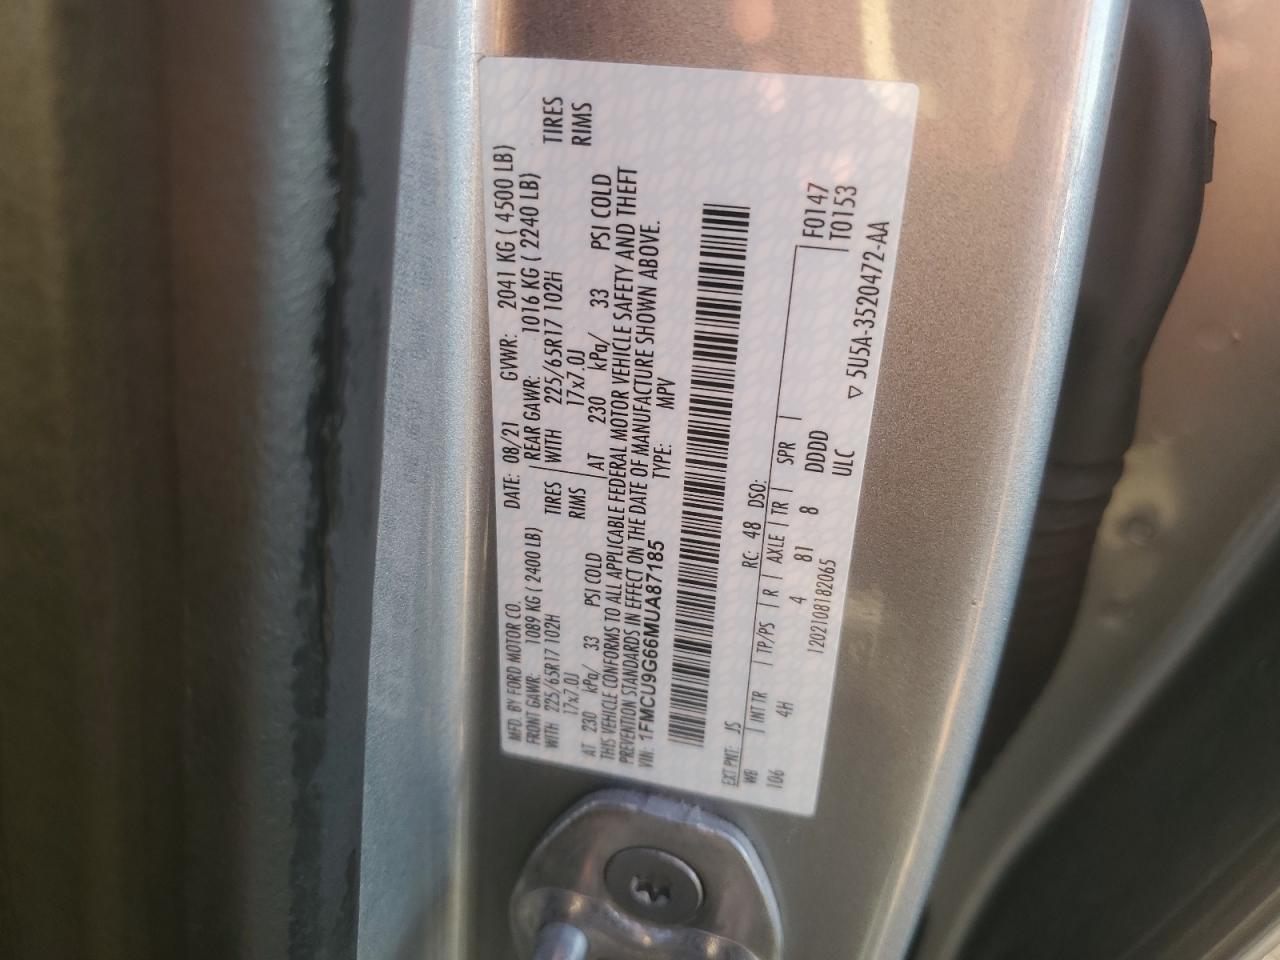 MFD. BY FORD MOTOR CO. DATE: 08/21 GVWR: 2041 KG ( 4500 LB)
FRONT GAWR: 1089 KG ( 2400 LB) REAR GAWR: 1016 KG ( 2240 LB)
WITH 225/65R17 102H TIRES WITH 225/65R17 102H TIRES
17x7.0J RIMS 17x7.0J RIMS
AT 230 kPa/ 33 PSI COLD AT 230 kPa/ 33 PSI COLD
THIS VEHICLE CONFORMS TO ALL APPLICABLE FEDERAL MOTOR VEHICLE SAFETY AND THEFT
PREVENTION STANDARDS IN EFFECT ON THE DATE OF MANUFACTURE SHOWN ABOVE.
VIN: 1FMCU9G66MUA87185 TYPE: MPV
EXT PNT: JS RC: 48 DSO:
WB INT TR TP/PS R AXLE TR SPR F0147
106 4H 4 81 8 DDDD T0153
120210818206S ULC ▽ 5U5A-3520472-AA